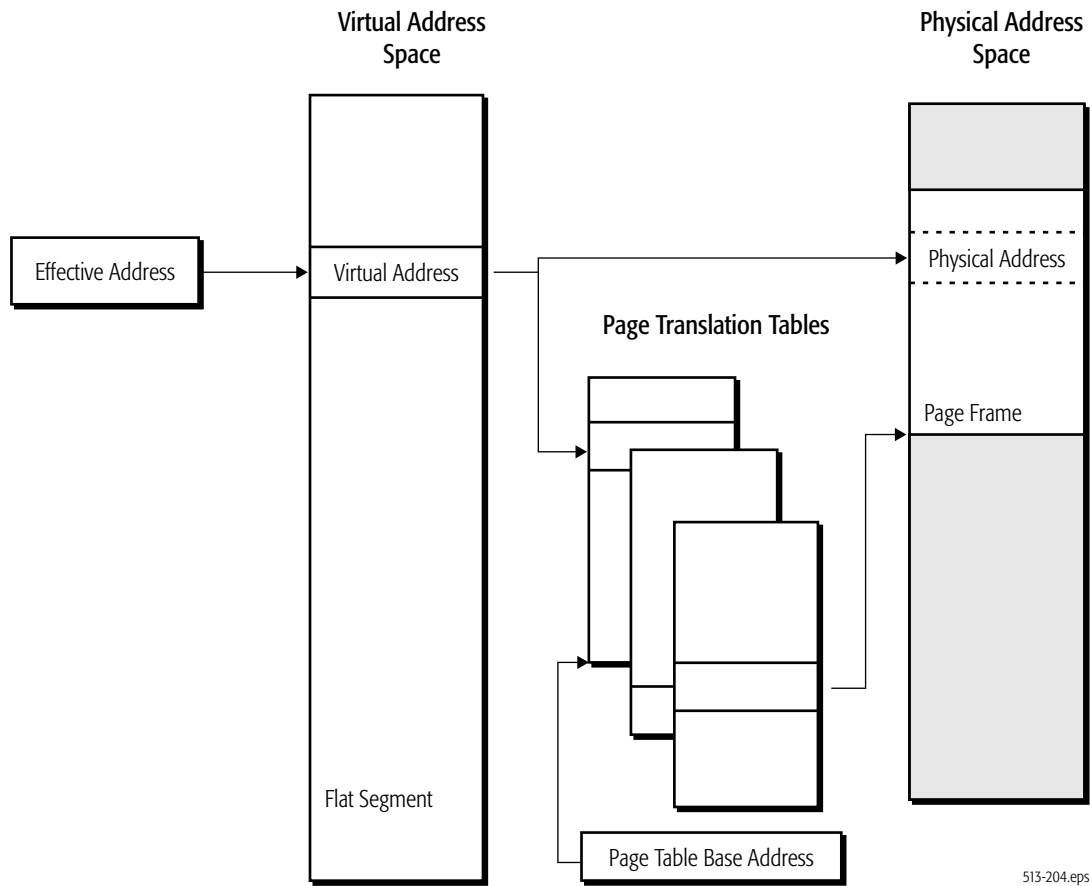 Virtual Address
Space
Physical Address
Space
Effective Address
Virtual Address
Physical Address
Page Translation Tables
Page Frame
Flat Segment
Page Table Base Address
513-204.eps